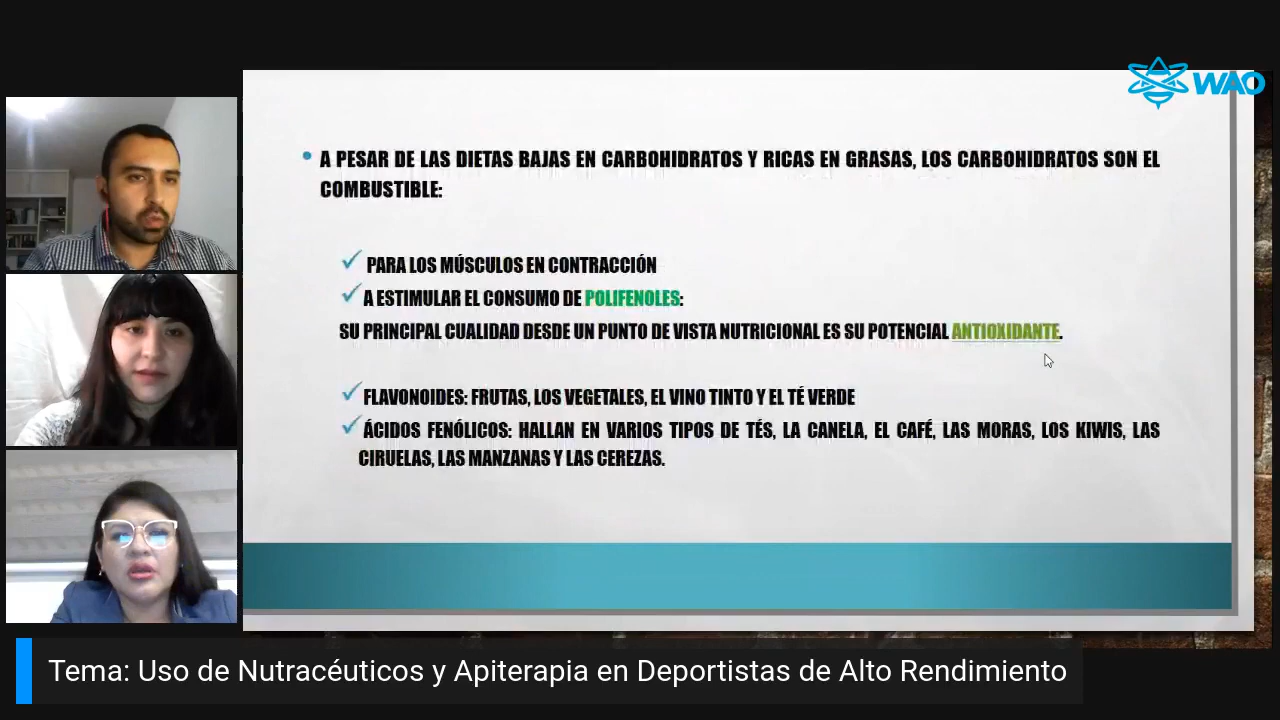 WAO
A PESAR DE LAS DIETAS BAJAS EN CARBOHIDRATOS Y RICAS EN GRASAS, LOS CARBOHIDRATOS SON EL
COMBUSTIBLE:
PARA LOS MÚSCULOS EN CONTRACCIÓN
A ESTIMULAR EL CONSUMO DE POLIFENOLES:
SU PRINCIPAL CUALIDAD DESDE UN PUNTO DE VISTA NUTRICIONAL ES SU POTENCIAL ANTIOXIDANTE.
FLAVONOIDES: FRUTAS, LOS VEGETALES, EL VINO TINTO Y EL TÉ VERDE
ÁCIDOS FENÓLICOS: HALLAN EN VARIOS TIPOS DE TÉS, LA CANELA, EL CAFÉ, LAS MORAS, LOS KIWIS, LAS
CIRUELAS, LAS MANZANAS Y LAS CEREZAS.
Tema: Uso de Nutracéuticos y Apiterapia en Deportistas de Alto Rendimiento